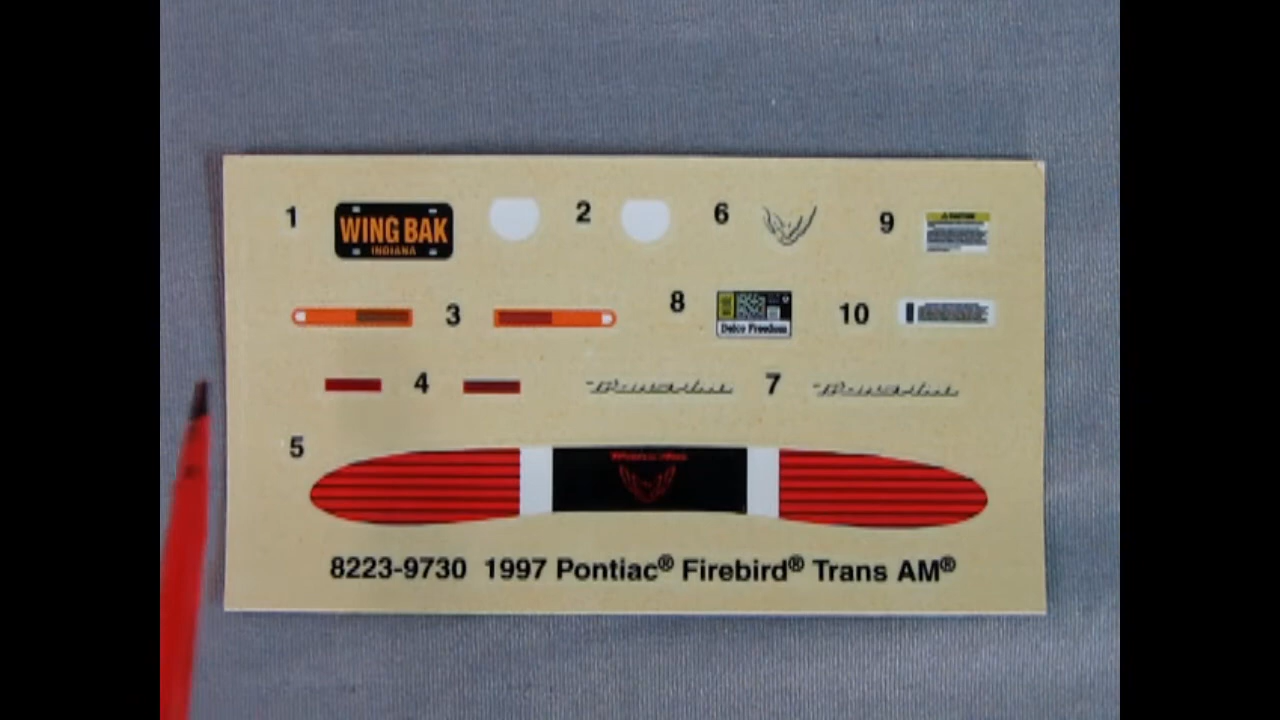 1
WING BAK
INDIANA
2
6
9
CAUTION
3
8
Delco Freedom
10
4
7
5
8223-9730 1997 Pontiac® Firebird® Trans AM®